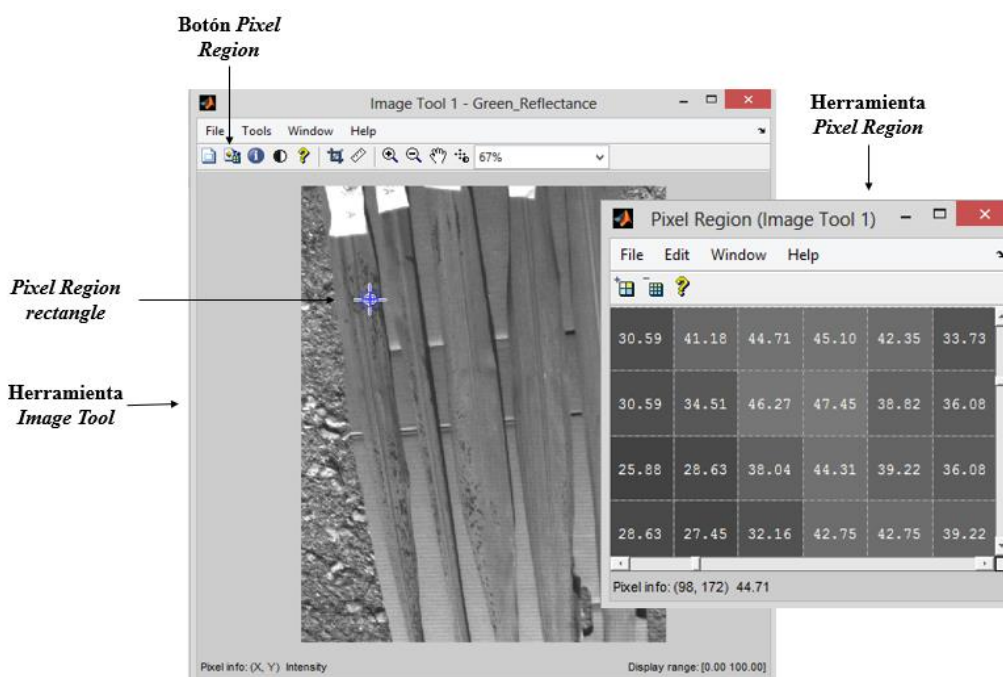 Botón Pixel
Region
Image Tool 1 - Green_Reflectance
File Tools Window Help
67%
Herramienta
Pixel Region
Pixel Region (Image Tool 1)
File Edit Window Help
30.59 41.18 44.71 45.10 42.35 33.73
30.59 34.51 46.27 47.45 38.82 36.08
25.88 28.63 38.04 44.31 39.22 36.08
28.63 27.45 32.16 42.75 42.75 39.22
Pixel info: (98, 172) 44.71
Pixel Region
rectangle
Herramienta
Image Tool
Pixel info: (X, Y) Intensity
Display range: [0.00 100.00]